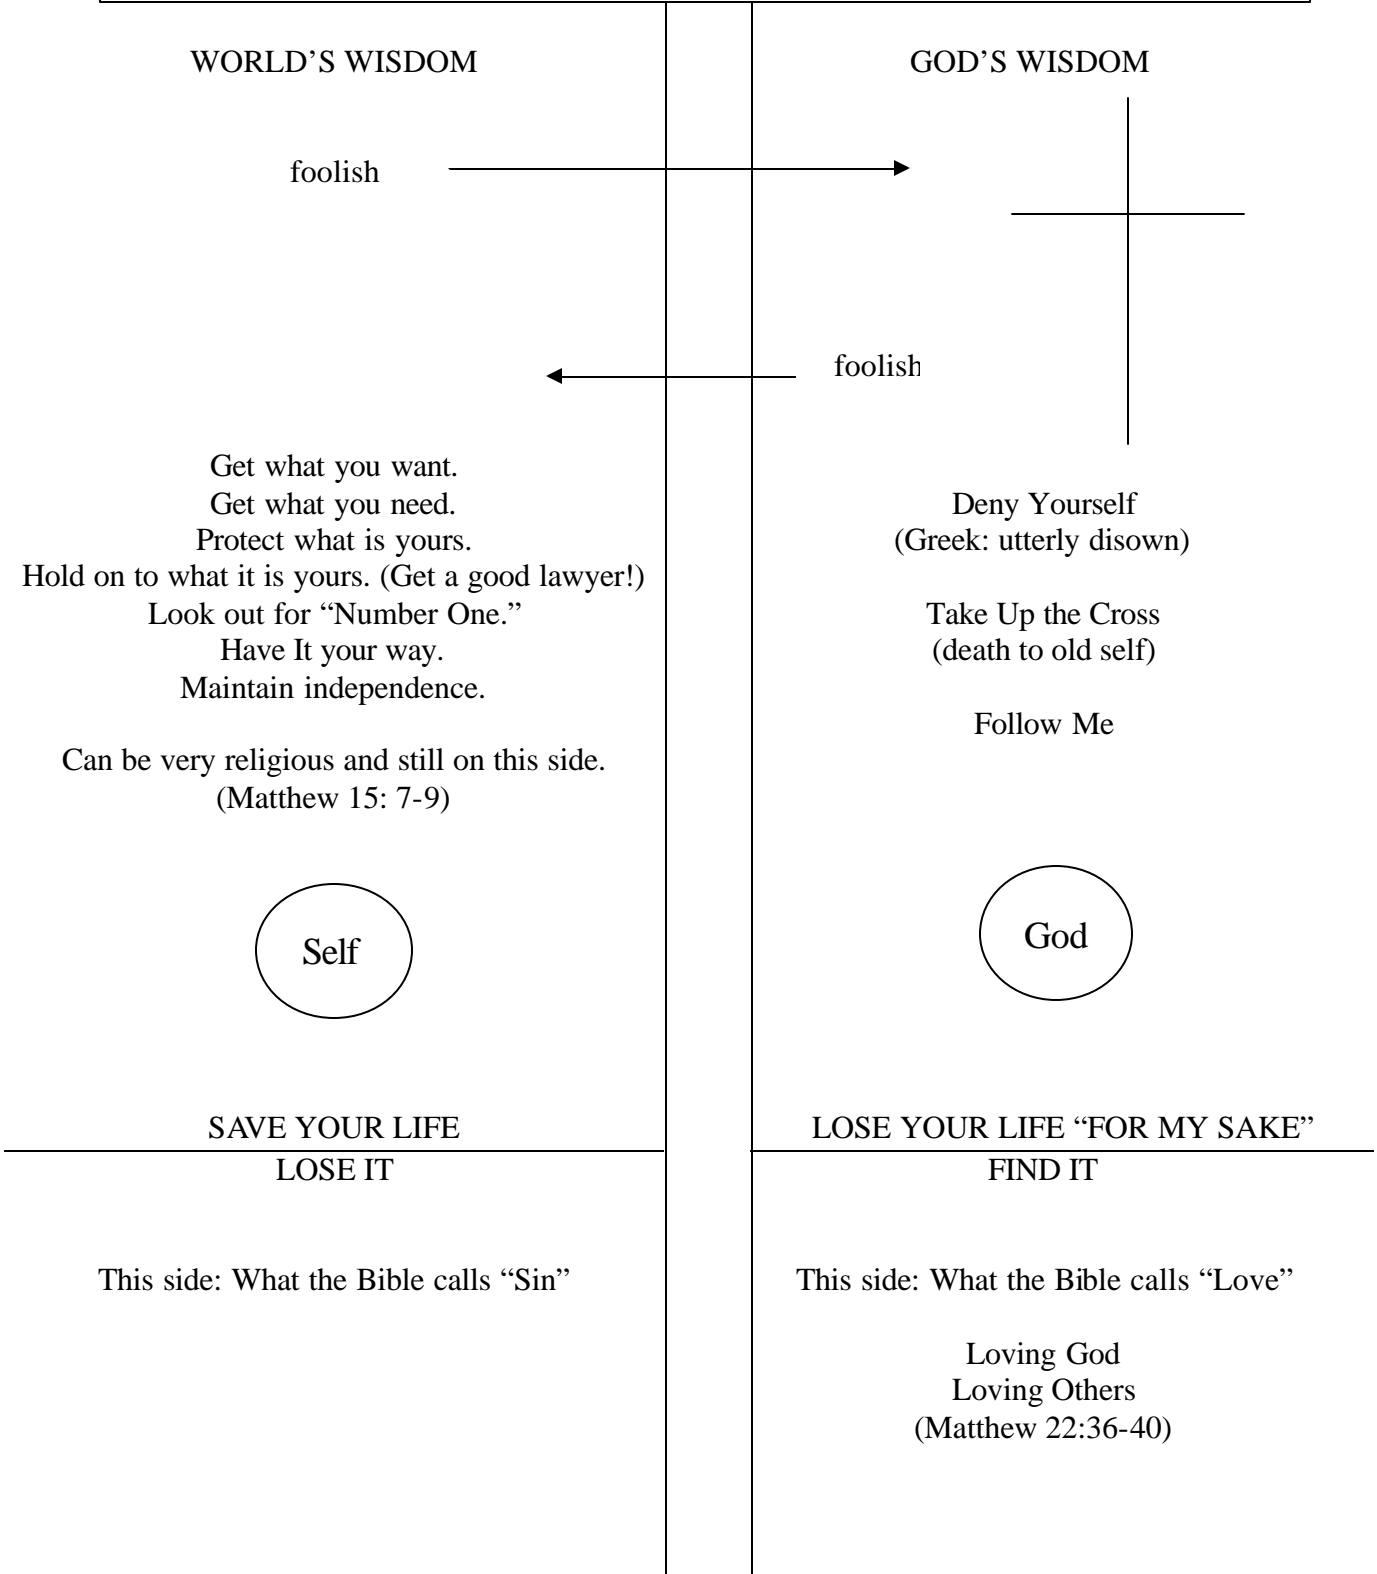 WORLD’S WISDOM
foolish
Get what you want.
Get what you need.
Protect what is yours.
Hold on to what it is yours. (Get a good lawyer!)
Look out for “Number One.”
Have It your way.
Maintain independence.
Can be very religious and still on this side.
(Matthew 15: 7-9)
Self
SAVE YOUR LIFE
LOSE IT
This side: What the Bible calls “Sin”
GOD’S WISDOM
foolish
Deny Yourself
(Greek: utterly disown)
Take Up the Cross
(death to old self)
Follow Me
God
LOSE YOUR LIFE “FOR MY SAKE”
FIND IT
This side: What the Bible calls “Love”
Loving God
Loving Others
(Matthew 22:36-40)